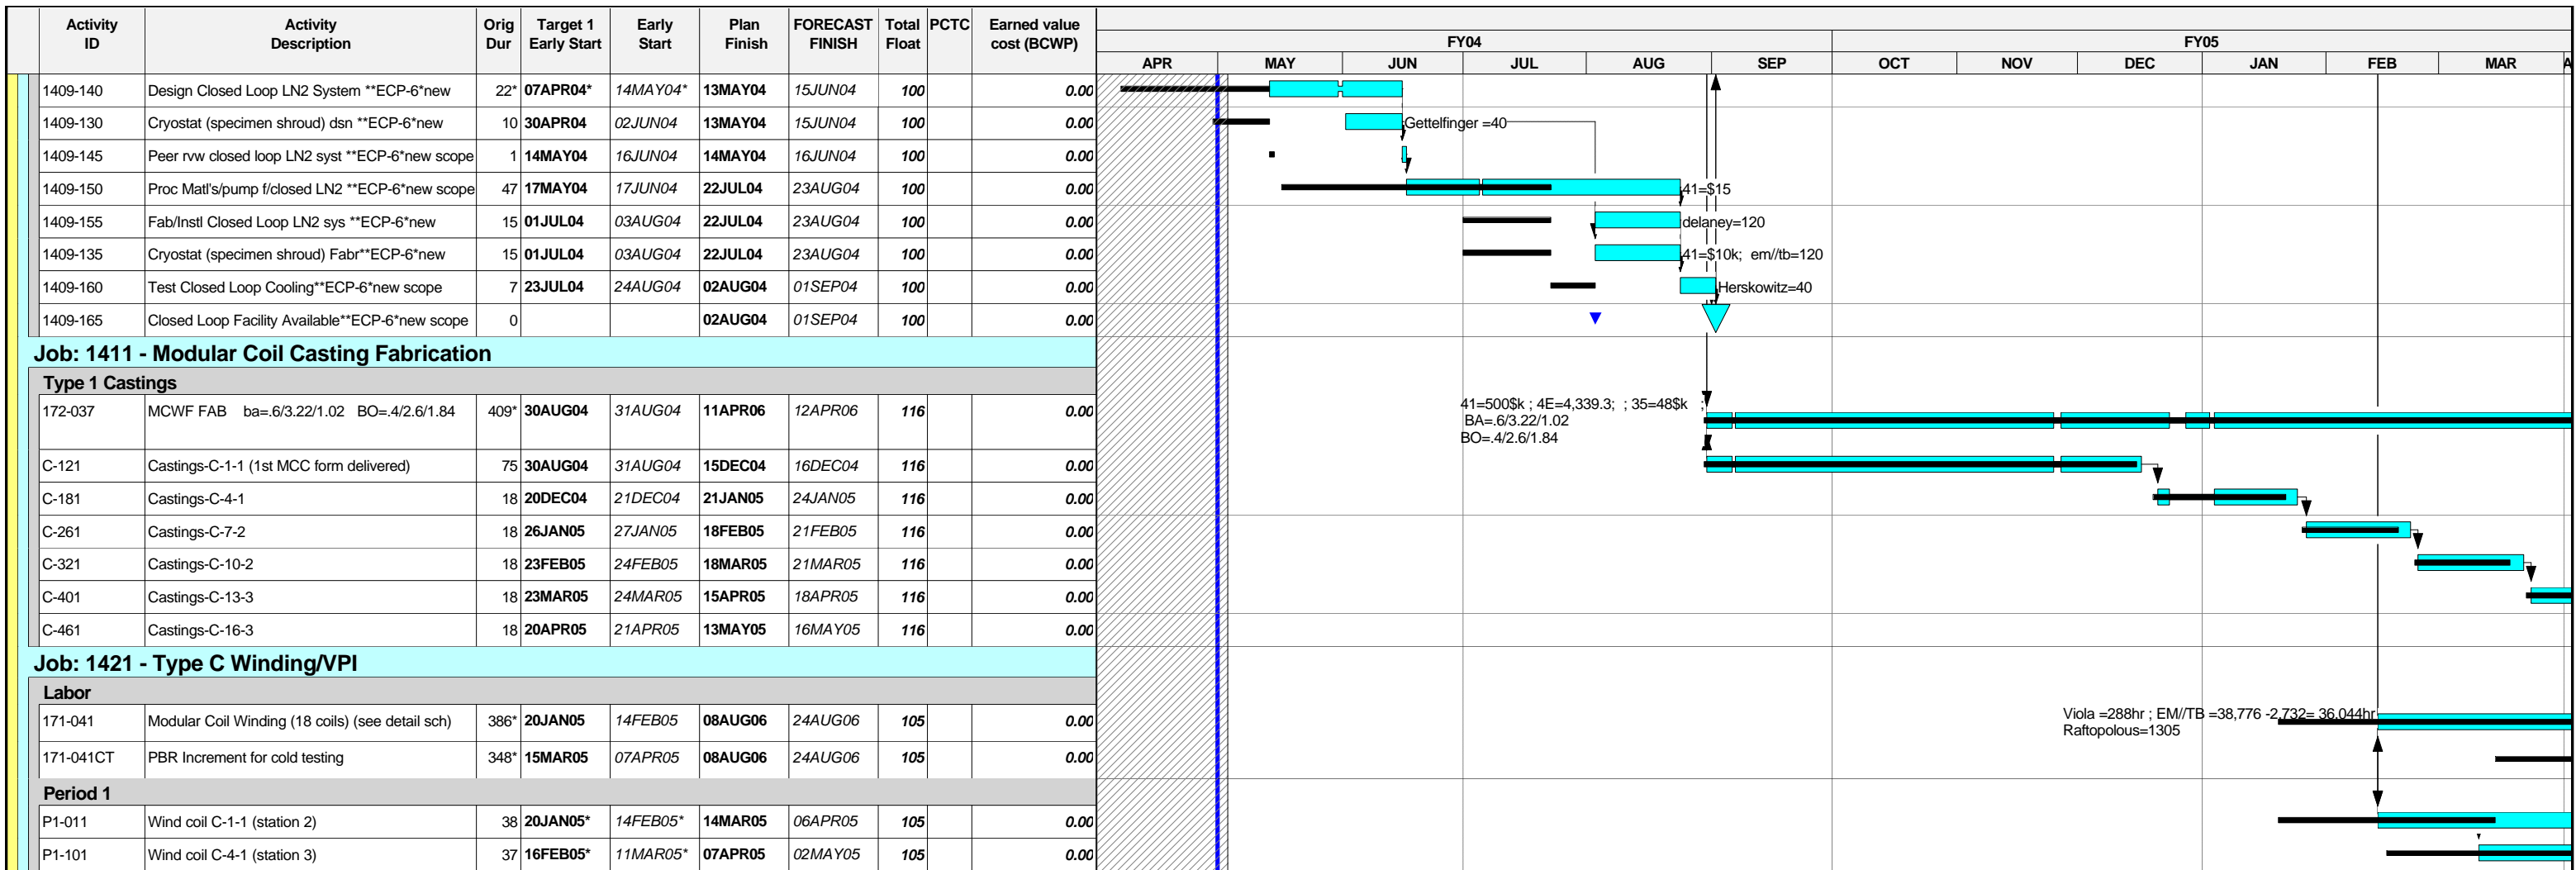 Activity ID Activity Description Orig Dur Target 1 Early Start Early Start Plan Finish FORECAST FINISH Total Float PCTC Earned value cost (BCWP)
FY04 FY05
APR MAY JUN JUL AUG SEP OCT NOV DEC JAN FEB MAR A
1409-140 Design Closed Loop LN2 System **ECP-6*new 22* 07APR04* 14MAY04* 13MAY04 15JUN04 100 0.00
1409-130 Cryostat (specimen shroud) dsn **ECP-6*new 10 30APR04 02JUN04 13MAY04 15JUN04 100 0.00 Gettelfinger =40
1409-145 Peer rvw closed loop LN2 syst **ECP-6*new scope 1 14MAY04 16JUN04 14MAY04 16JUN04 100 0.00
1409-150 Proc Matl's/pump f/closed LN2 **ECP-6*new scope 47 17MAY04 17JUN04 22JUL04 23AUG04 100 0.00 41=$15
1409-155 Fab/Instl Closed Loop LN2 sys **ECP-6*new 15 01JUL04 03AUG04 22JUL04 23AUG04 100 0.00 delaney=120
1409-135 Cryostat (specimen shroud) Fabr**ECP-6*new 15 01JUL04 03AUG04 22JUL04 23AUG04 100 0.00 41=$10k; em//tb=120
1409-160 Test Closed Loop Cooling**ECP-6*new scope 7 23JUL04 24AUG04 02AUG04 01SEP04 100 0.00 Herskowitz=40
1409-165 Closed Loop Facility Available**ECP-6*new scope 0 02AUG04 01SEP04 100 0.00
Job: 1411 - Modular Coil Casting Fabrication
Type 1 Castings
172-037 MCWF FAB ba=.6/3.22/1.02 BO=.4/2.6/1.84 409* 30AUG04 31AUG04 11APR06 12APR06 116 0.00 41=500$k ; 4E=4,339.3; ; 35=48$k ;
BA=.6/3.22/1.02
BO=.4/2.6/1.84
C-121 Castings-C-1-1 (1st MCC form delivered) 75 30AUG04 31AUG04 15DEC04 16DEC04 116 0.00
C-181 Castings-C-4-1 18 20DEC04 21DEC04 21JAN05 24JAN05 116 0.00
C-261 Castings-C-7-2 18 26JAN05 27JAN05 18FEB05 21FEB05 116 0.00
C-321 Castings-C-10-2 18 23FEB05 24FEB05 18MAR05 21MAR05 116 0.00
C-401 Castings-C-13-3 18 23MAR05 24MAR05 15APR05 18APR05 116 0.00
C-461 Castings-C-16-3 18 20APR05 21APR05 13MAY05 16MAY05 116 0.00
Job: 1421 - Type C Winding/VPI
Labor
171-041 Modular Coil Winding (18 coils) (see detail sch) 386* 20JAN05 14FEB05 08AUG06 24AUG06 105 0.00 Viola =288hr ; EM//TB =38,776 -2,732= 36,044hr
Raftopolous=1305
171-041CT PBR Increment for cold testing 348* 15MAR05 07APR05 08AUG06 24AUG06 105 0.00
Period 1
P1-011 Wind coil C-1-1 (station 2) 38 20JAN05* 14FEB05* 14MAR05 06APR05 105 0.00
P1-101 Wind coil C-4-1 (station 3) 37 16FEB05* 11MAR05* 07APR05 02MAY05 105 0.00